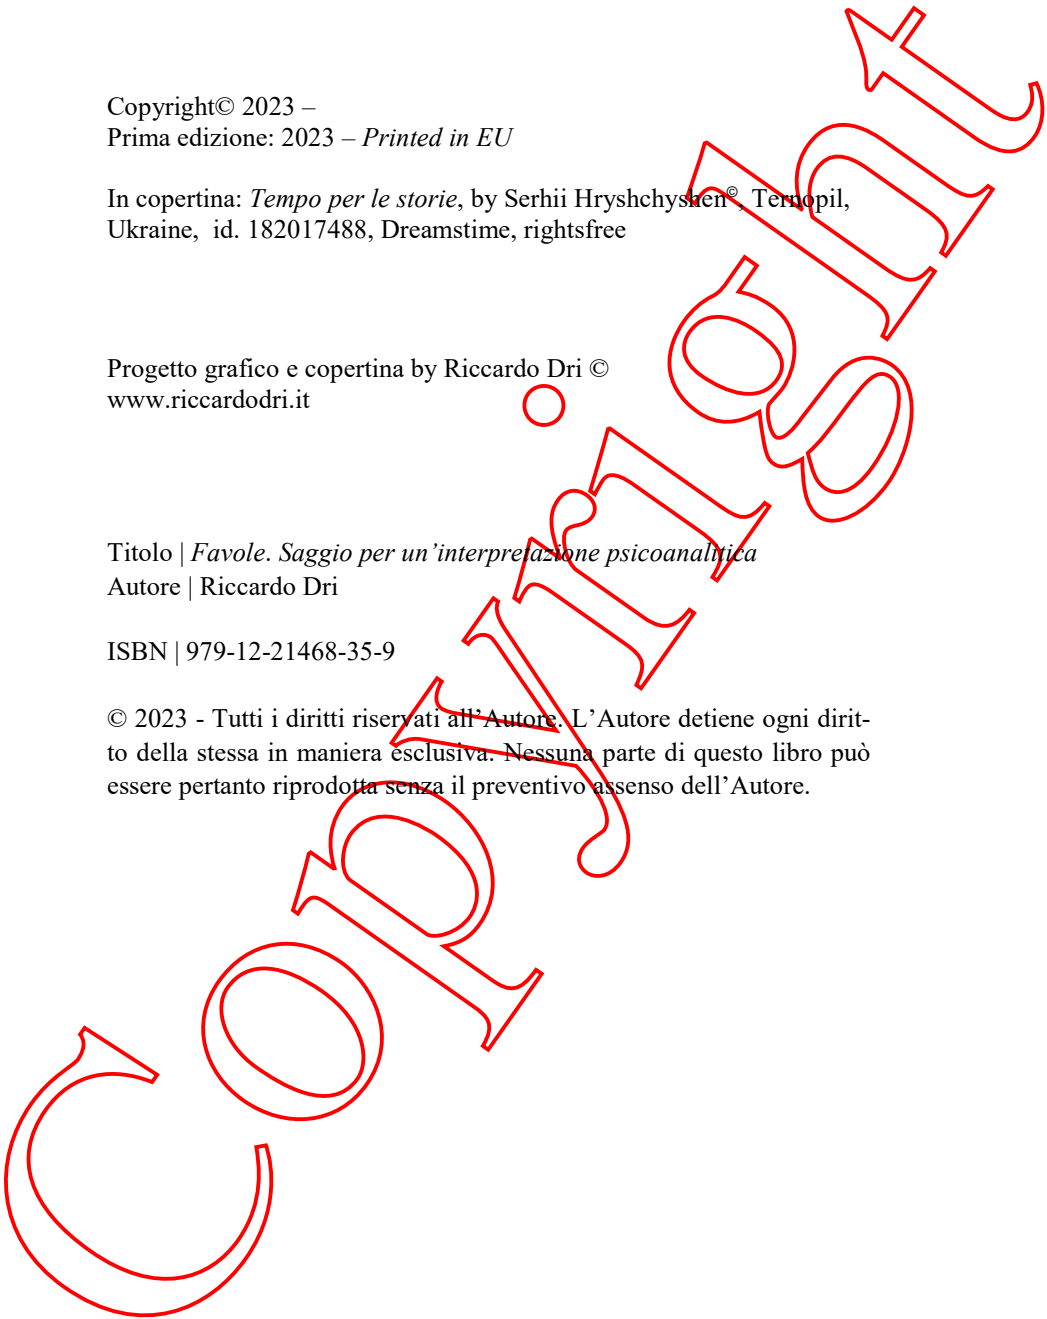 Copyright© 2023 –
Prima edizione: 2023 – Printed in EU
In copertina: Tempo per le storie, by Serhii Hryshchyshen©, Ternopil,
Ukraine,  id. 182017488, Dreamstime, rightsfree
Progetto grafico e copertina by Riccardo Dri ©
www.riccardodri.it
Titolo | Favole. Saggio per un’interpretazione psicoanalitica
Autore | Riccardo Dri
ISBN | 979-12-21468-35-9
© 2023 - Tutti i diritti riservati all’Autore. L’Autore detiene ogni dirit-
to della stessa in maniera esclusiva. Nessuna parte di questo libro può
essere pertanto riprodotta senza il preventivo assenso dell’Autore.
Copyright